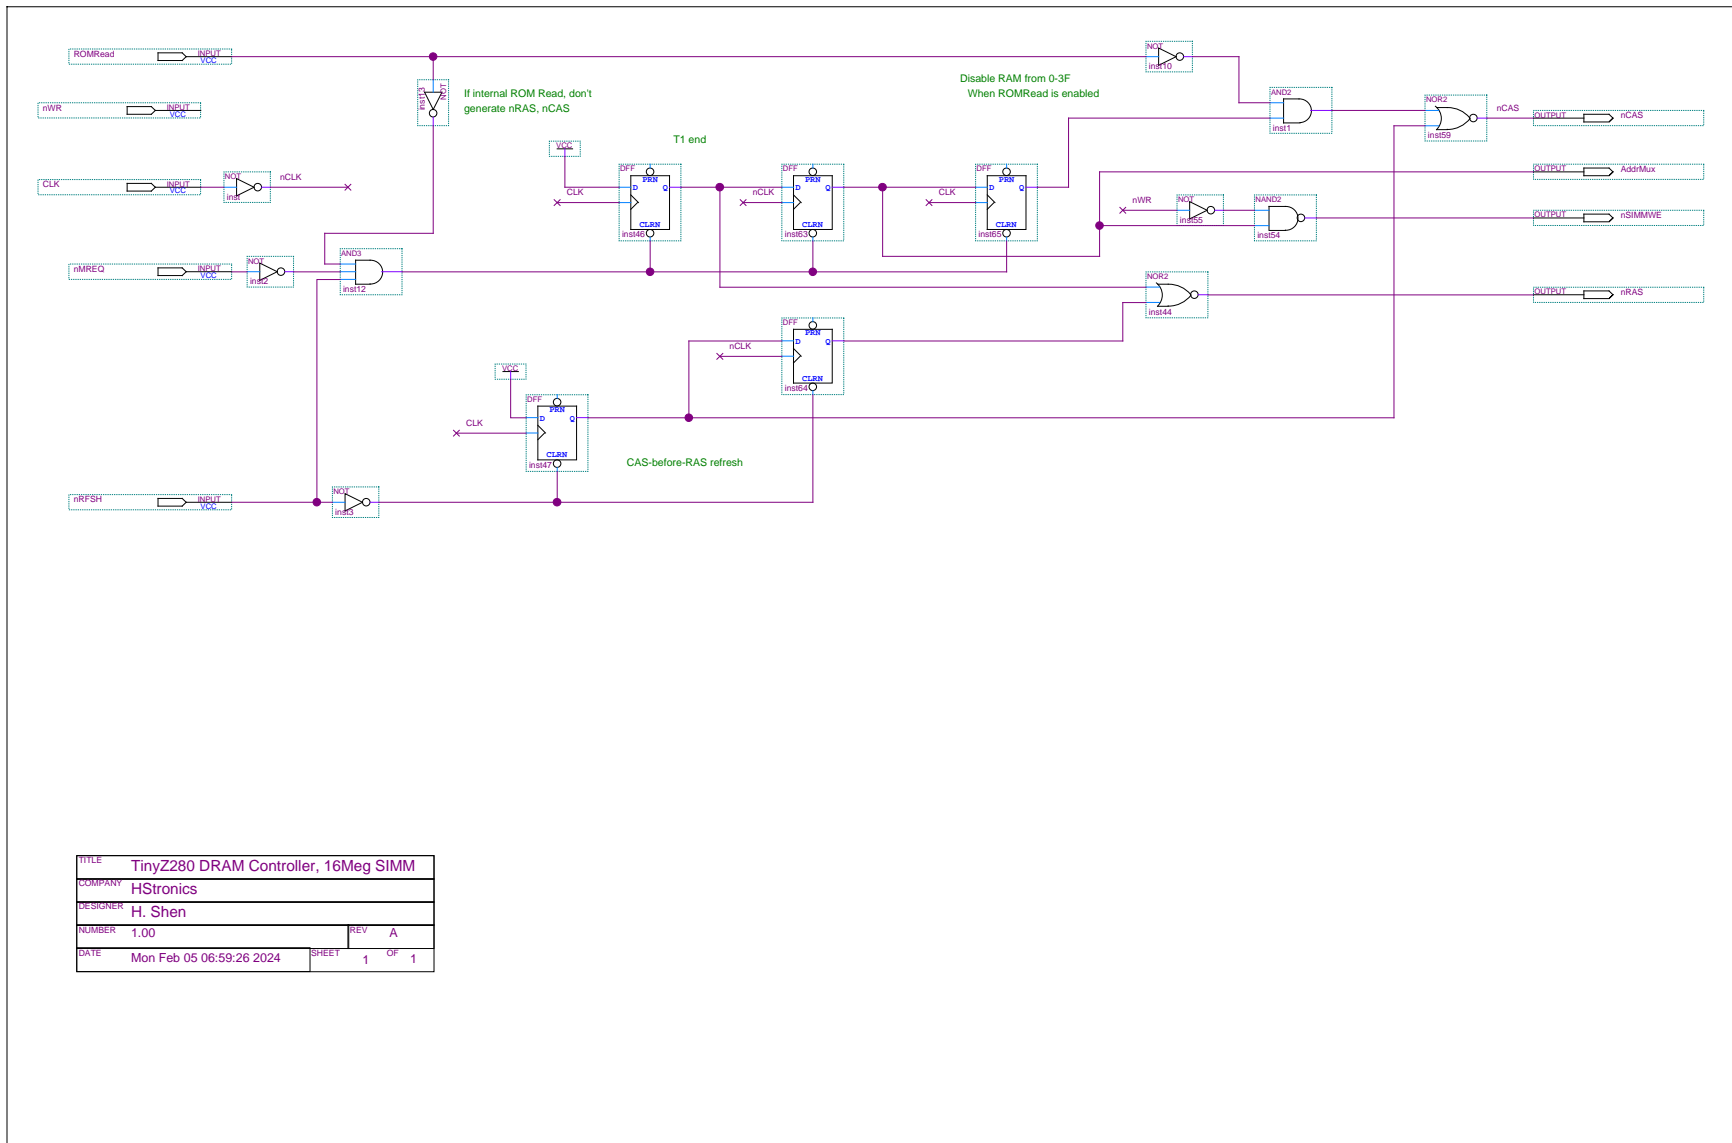 ROMRead INPUT VCC
NOT inst10
nWR INPUT VCC
inst13 NOT
If internal ROM Read, don't
generate nRAS, nCAS
Disable RAM from 0-3F
When ROMRead is enabled
AND2 inst1
NOR2 inst59
nCAS
OUTPUT nCAS
T1 end
CLK INPUT VCC
NOT inst
nCLK
VCC
DFF PRN D Q CLRN inst46
CLK
DFF PRN D Q CLRN inst63
nCLK
DFF PRN D Q CLRN inst65
CLK
OUTPUT AddrMux
nWR
NOT inst55
NAND2 inst54
OUTPUT nSIMMWE
nMREQ INPUT VCC
NOT inst2
AND3 inst12
NOR2 inst44
OUTPUT nRAS
DFF PRN D Q CLRN inst64
nCLK
VCC
DFF PRN D Q CLRN inst47
CLK
CAS-before-RAS refresh
nRFSH INPUT VCC
NOT inst3
TITLE TinyZ280 DRAM Controller, 16Meg SIMM
COMPANY HStronics
DESIGNER H. Shen
NUMBER 1.00 REV A
DATE Mon Feb 05 06:59:26 2024 SHEET 1 OF 1